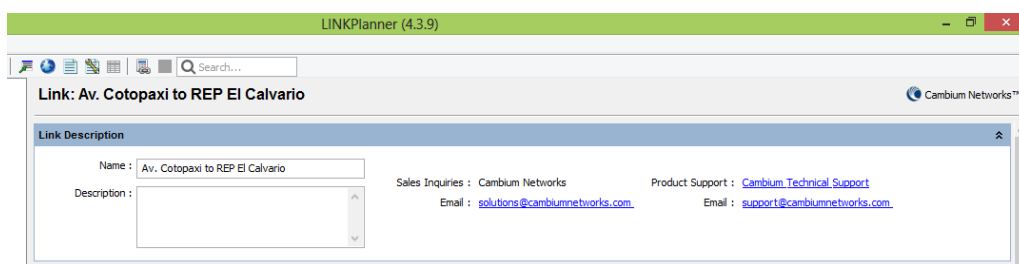 LINKPlanner (4.3.9)
Search...
Link: Av. Cotopaxi to REP El Calvario
Cambium Networks™
Link Description
Name : Av. Cotopaxi to REP El Calvario
Sales Inquiries : Cambium Networks Product Support : Cambium Technical Support
Description :
Email : solutions@cambiumnetworks.com Email : support@cambiumnetworks.com